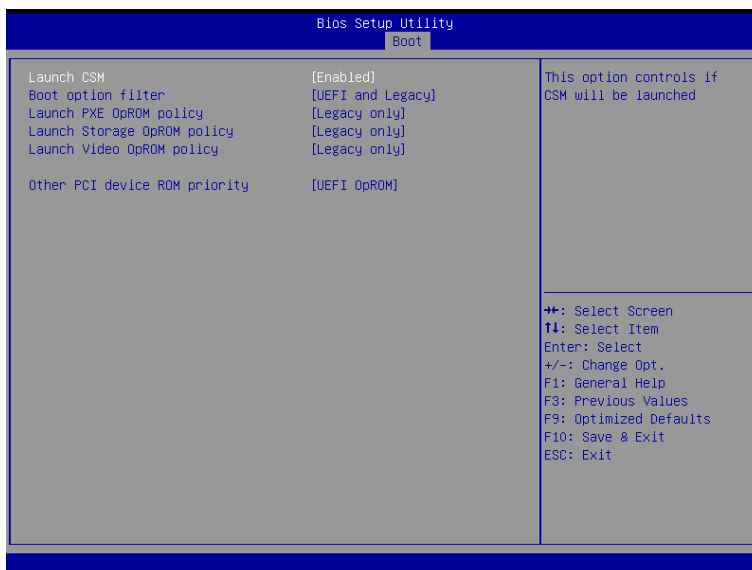 Bios Setup Utility
Boot
Launch CSM [Enabled]
Boot option filter [UEFI and Legacy]
Launch PXE OpROM policy [Legacy only]
Launch Storage OpROM policy [Legacy only]
Launch Video OpROM policy [Legacy only]
Other PCI device ROM priority [UEFI OpROM]
This option controls if
CSM will be launched
→←: Select Screen
↑↓: Select Item
Enter: Select
+/-: Change Opt.
F1: General Help
F3: Previous Values
F9: Optimized Defaults
F10: Save & Exit
ESC: Exit